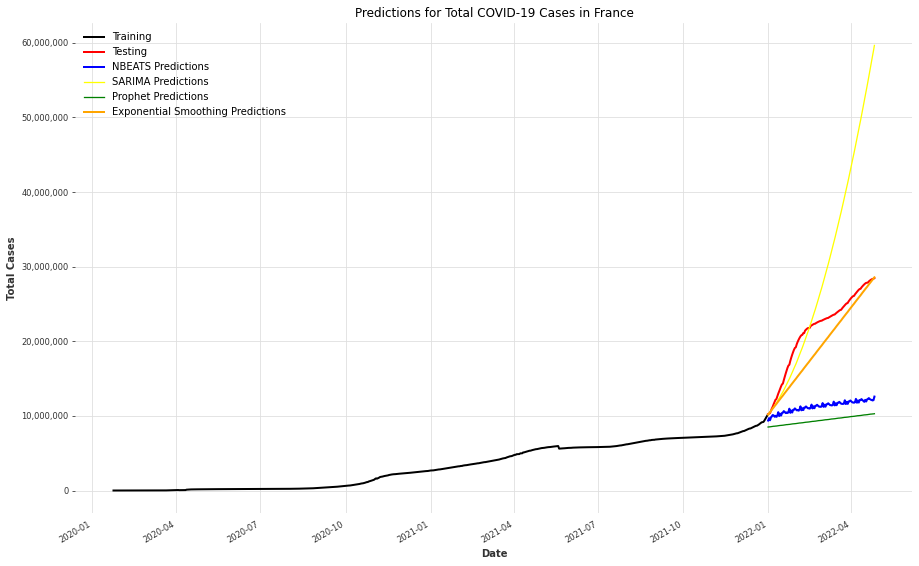 Predictions for Total COVID-19 Cases in France
Training
Testing
NBEATS Predictions
SARIMA Predictions
Prophet Predictions
Exponential Smoothing Predictions
60,000,000
50,000,000
40,000,000
30,000,000
20,000,000
10,000,000
0
Total Cases
2020-01
2020-04
2020-07
2020-10
2021-01
2021-04
2021-07
2021-10
2022-01
2022-04
Date